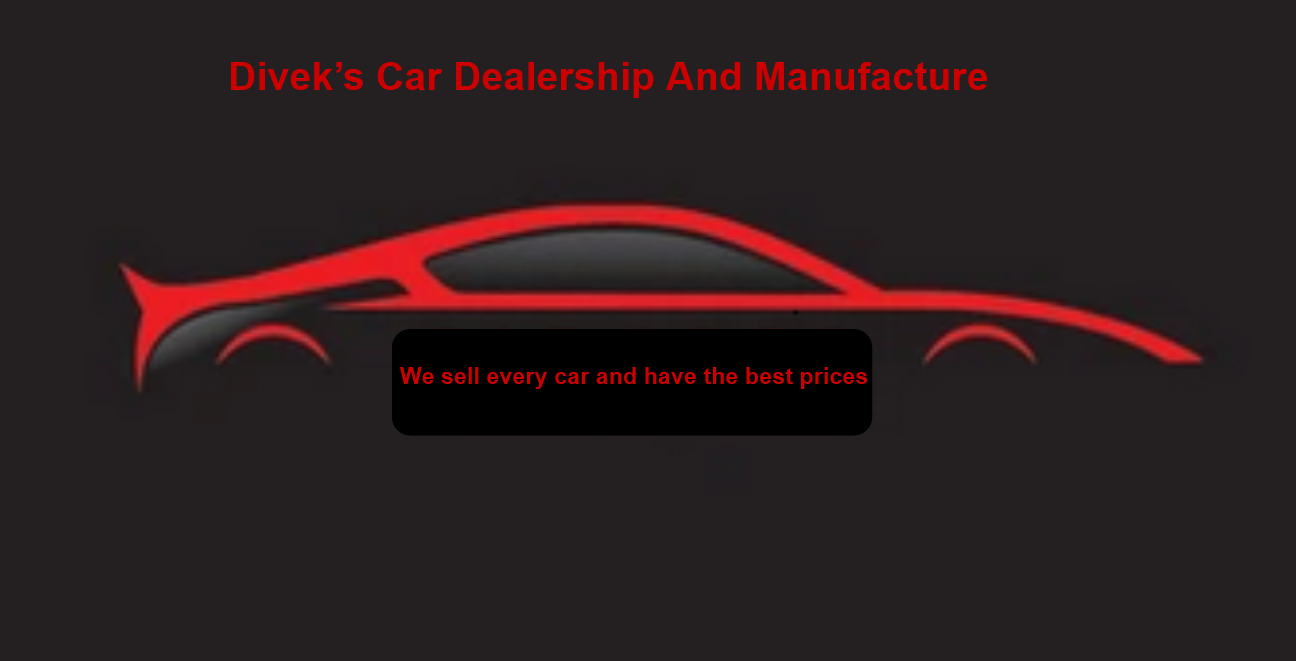 Divek’s Car Dealership And Manufacture
We sell every car and have the best prices